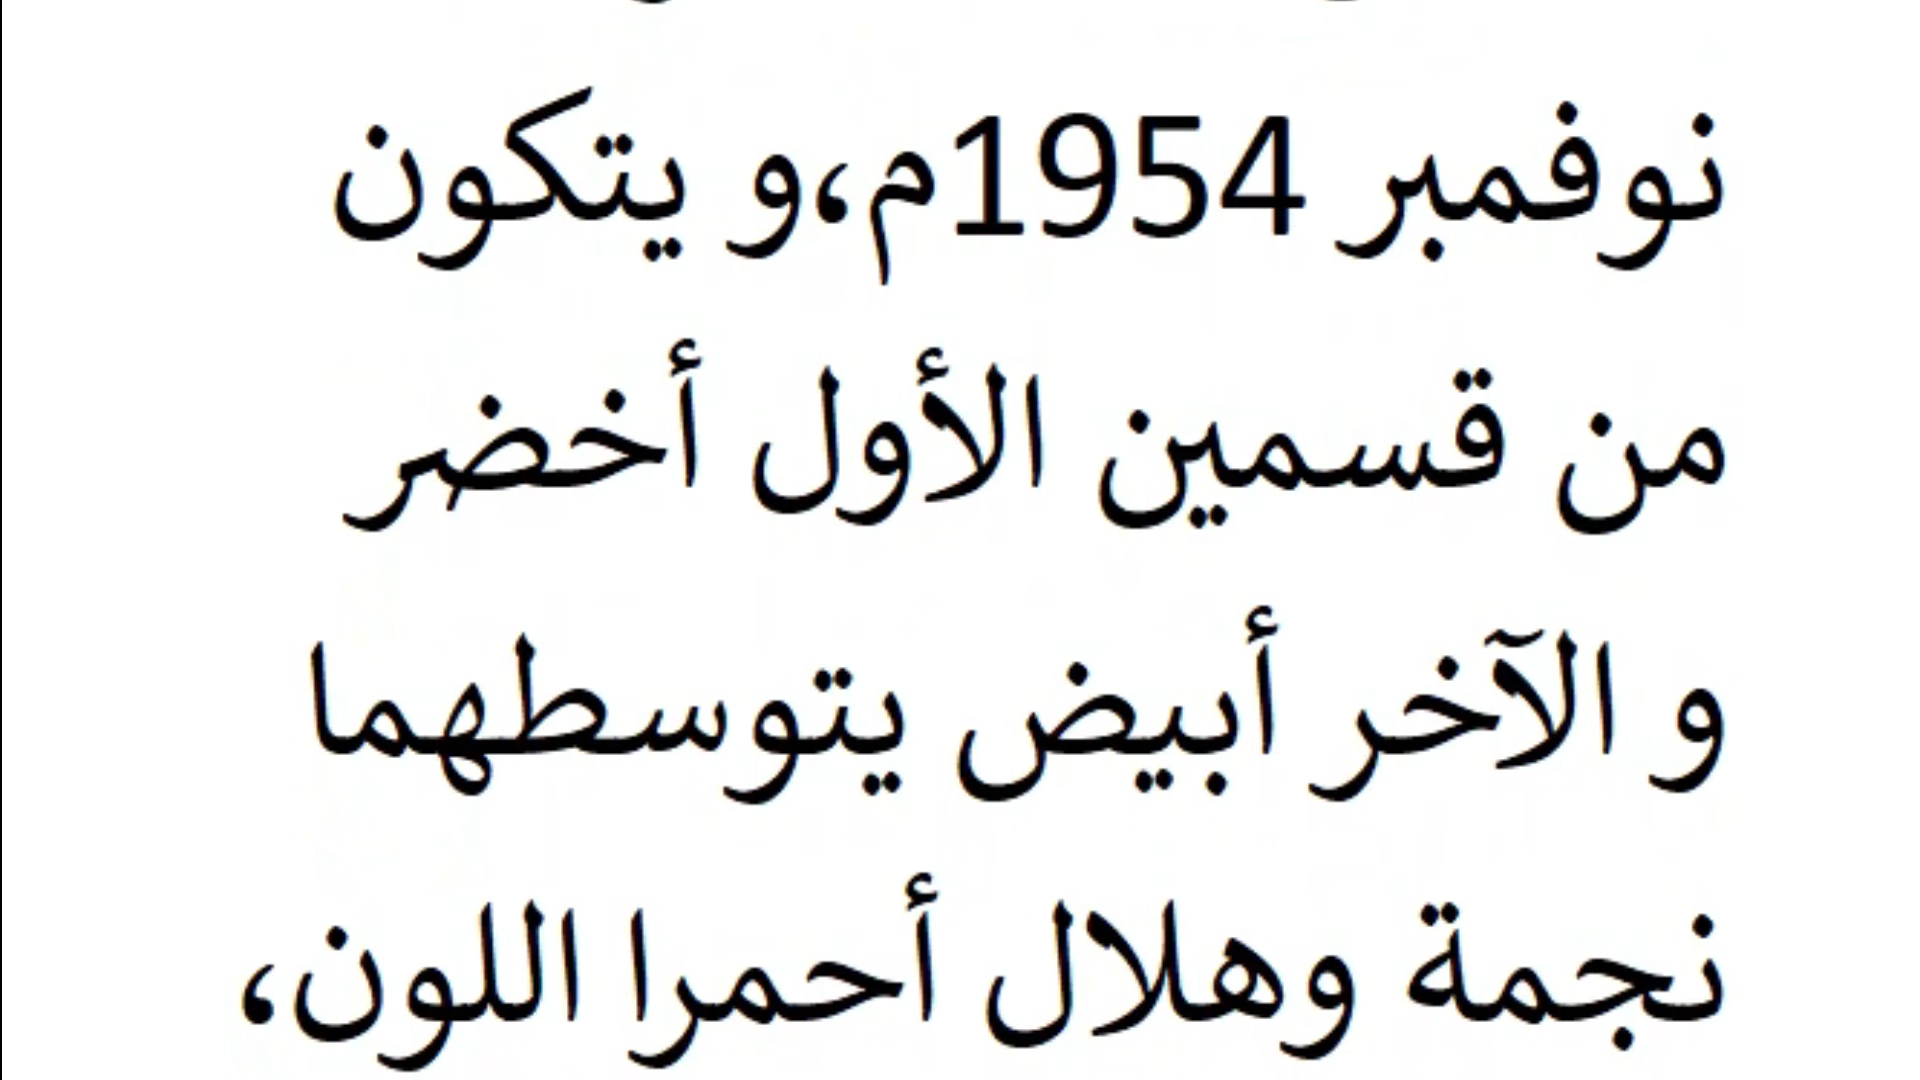 نوفمبر 1954م،و يتكون
من قسمين الأول أخضر
و الآخر أبيض يتوسطهما
نجمة وهلال أحمرا اللون،